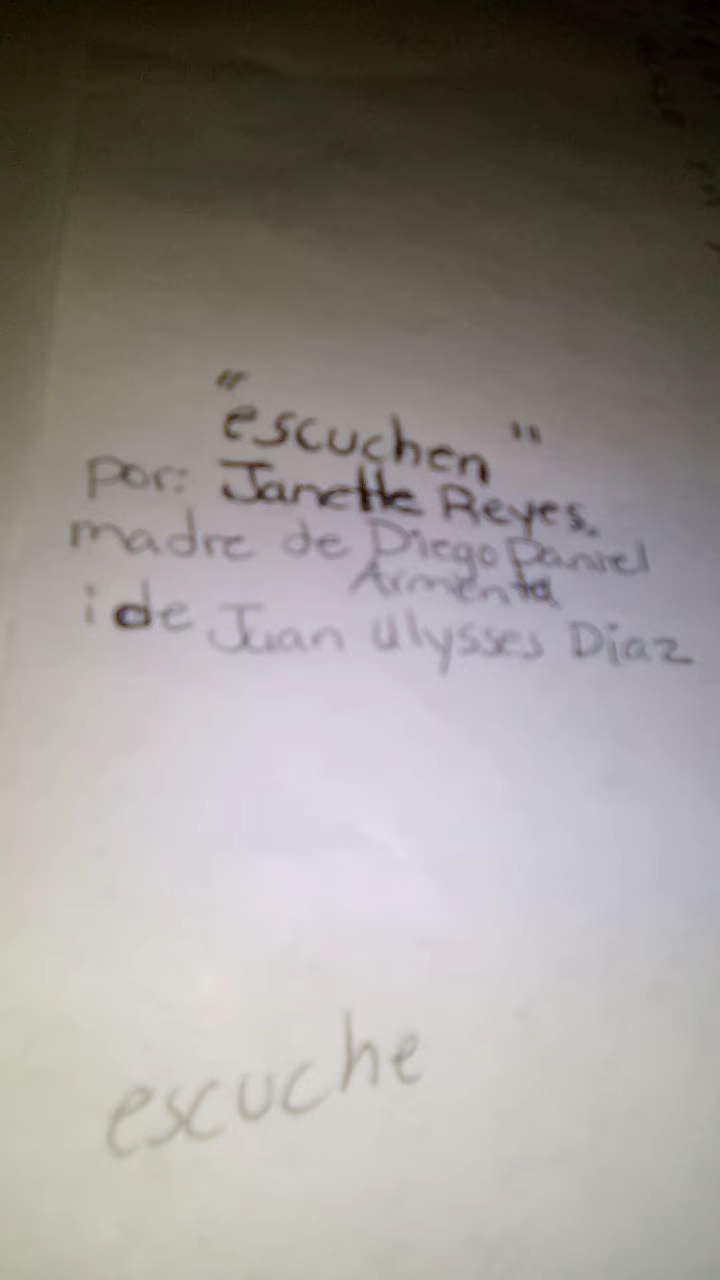 "escuchen"
por: Janette Reyes.
madre de Diego Daniel
Armenta
i de Juan Ulysses Diaz
escuche